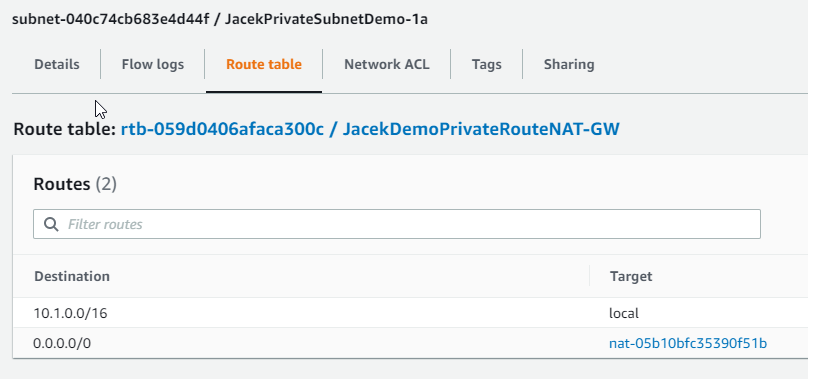 subnet-040c74cb683e4d44f / JacekPrivateSubnetDemo-1a
Details Flow logs Route table Network ACL Tags Sharing
Route table: rtb-059d0406afaca300c / JacekDemoPrivateRouteNAT-GW
Routes (2)
Filter routes
Destination Target
10.1.0.0/16 local
0.0.0.0/0 nat-05b10bfc35390f51b